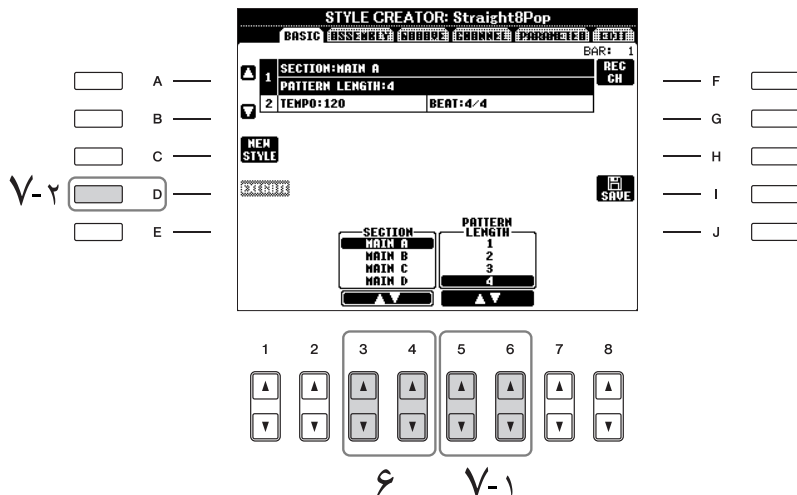 STYLE CREATOR: Straight8Pop
BASIC ASSEMBLY GROOVE CHANNEL PARAMETER EDIT
BAR: 1
1 SECTION:MAIN A
PATTERN LENGTH:4
REC CH
2 TEMPO:120 BEAT:4/4
NEW STYLE
EXECUTE
SAVE
SECTION
MAIN A
MAIN B
MAIN C
MAIN D
PATTERN LENGTH
1
2
3
4
A
B
C
D
E
F
G
H
I
J
۷-۲
1 2 3 4 5 6 7 8
۶ ۷-۱